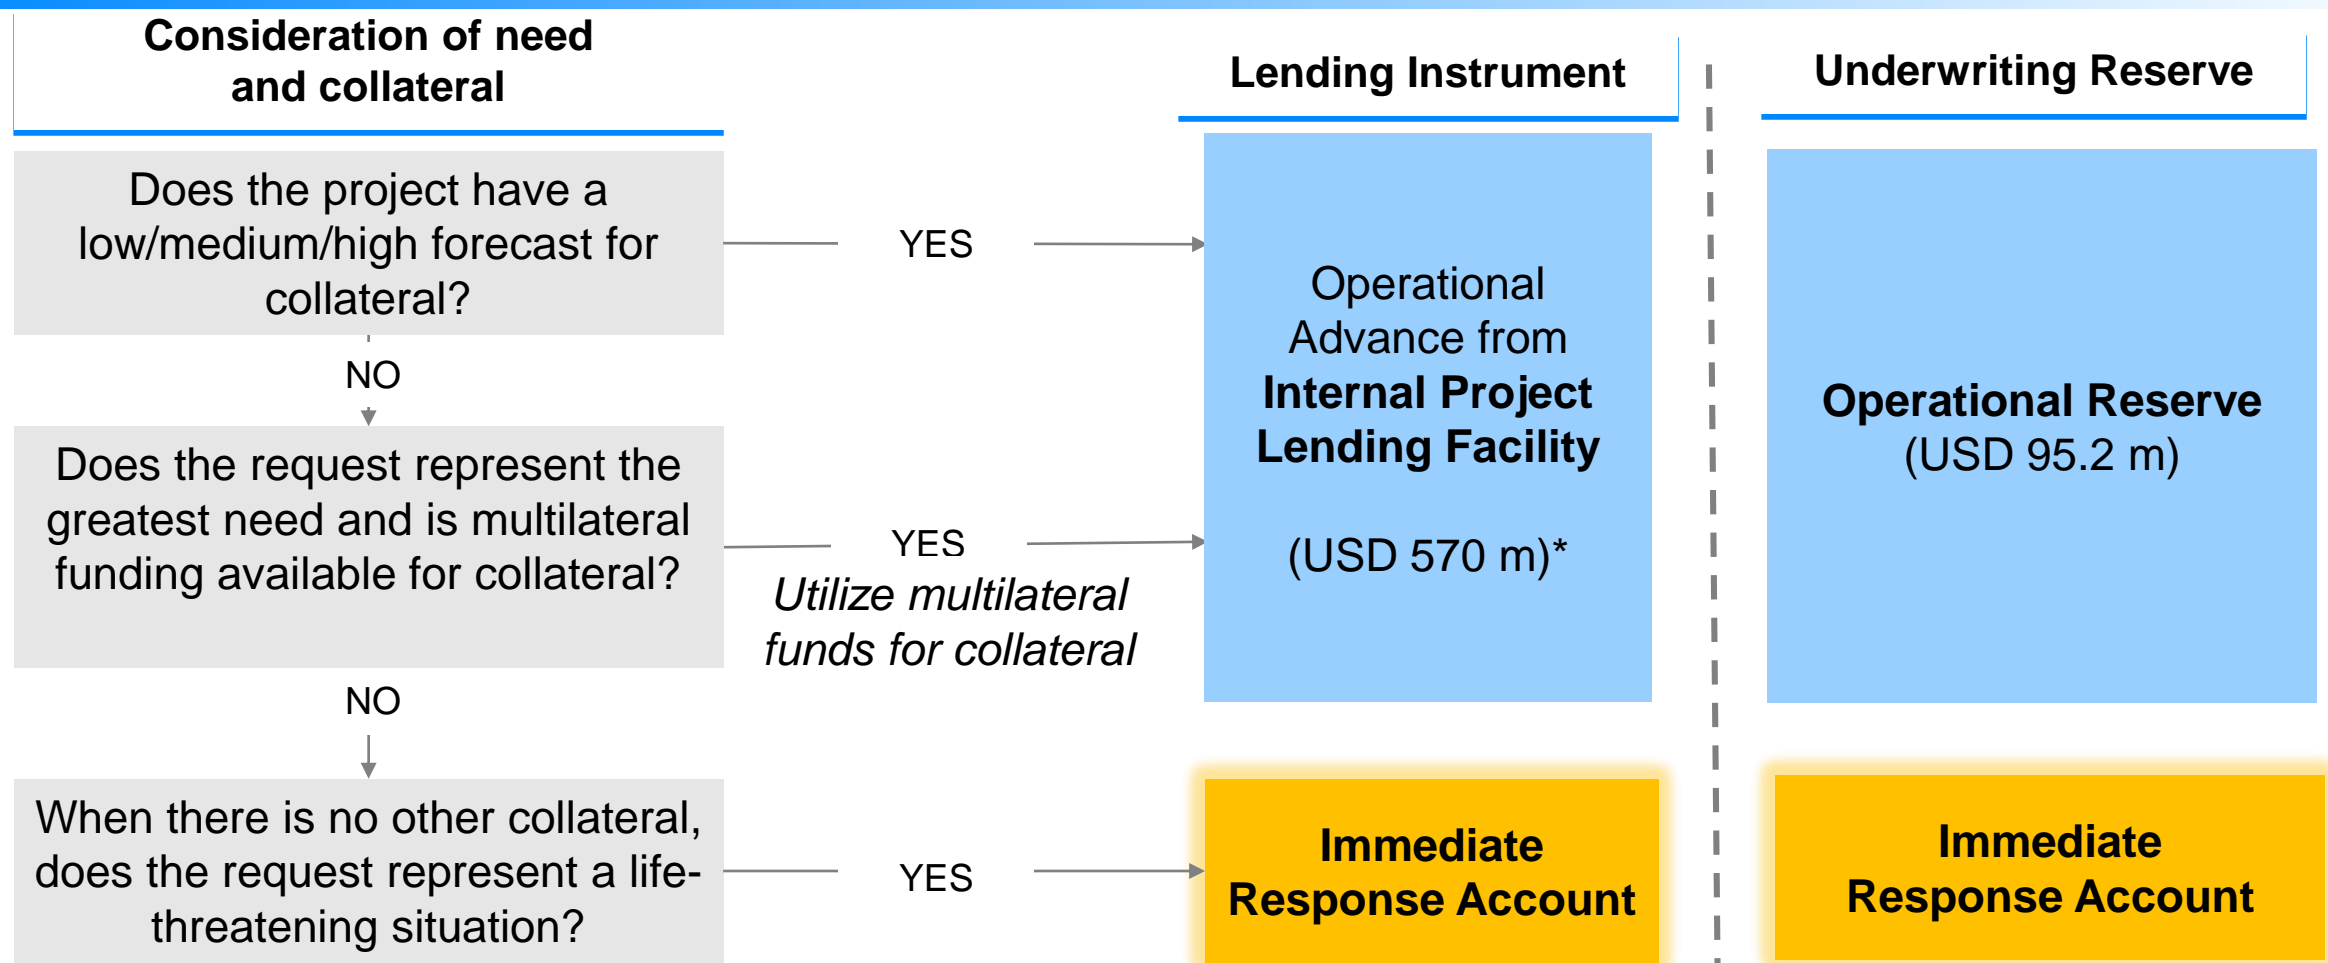 Consideration of need
and collateral
Lending Instrument
Underwriting Reserve
Does the project have a
low/medium/high forecast for
collateral?
YES
NO
Does the request represent the
greatest need and is multilateral
funding available for collateral?
YES
Utilize multilateral
funds for collateral
NO
When there is no other collateral,
does the request represent a life-
threatening situation?
YES
Operational
Advance from
Internal Project
Lending Facility
(USD 570 m)*
Immediate
Response Account
Operational Reserve
(USD 95.2 m)
Immediate
Response Account